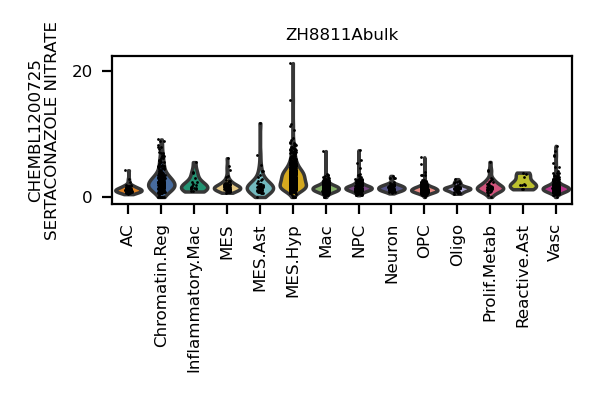 ZH8811Abulk
CHEMBL1200725
SERTACONAZOLE NITRATE
20
0
AC
Chromatin.Reg
Inflammatory.Mac
MES
MES.Ast
MES.Hyp
Mac
NPC
Neuron
OPC
Oligo
Prolif.Metab
Reactive.Ast
Vasc